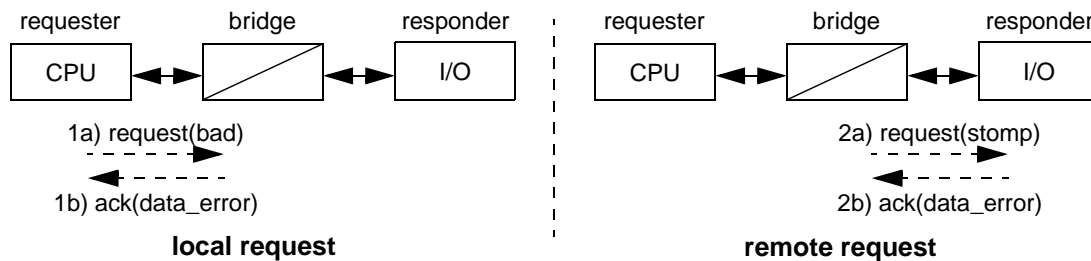 requester bridge responder
CPU I/O
1a) request(bad)
1b) ack(data_error)
local request
requester bridge responder
CPU I/O
2a) request(stomp)
2b) ack(data_error)
remote request